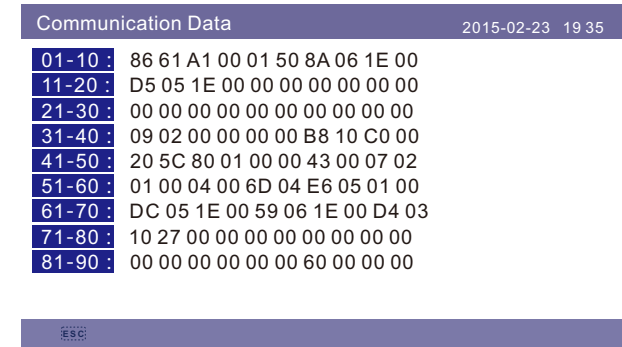 Communication Data 2015-02-23 19 35
01-10 : 86 61 A1 00 01 50 8A 06 1E 00
11-20 : D5 05 1E 00 00 00 00 00 00 00
21-30 : 00 00 00 00 00 00 00 00 00 00
31-40 : 09 02 00 00 00 00 B8 10 C0 00
41-50 : 20 5C 80 01 00 00 43 00 07 02
51-60 : 01 00 04 00 6D 04 E6 05 01 00
61-70 : DC 05 1E 00 59 06 1E 00 D4 03
71-80 : 10 27 00 00 00 00 00 00 00 00
81-90 : 00 00 00 00 00 00 60 00 00 00
ESC